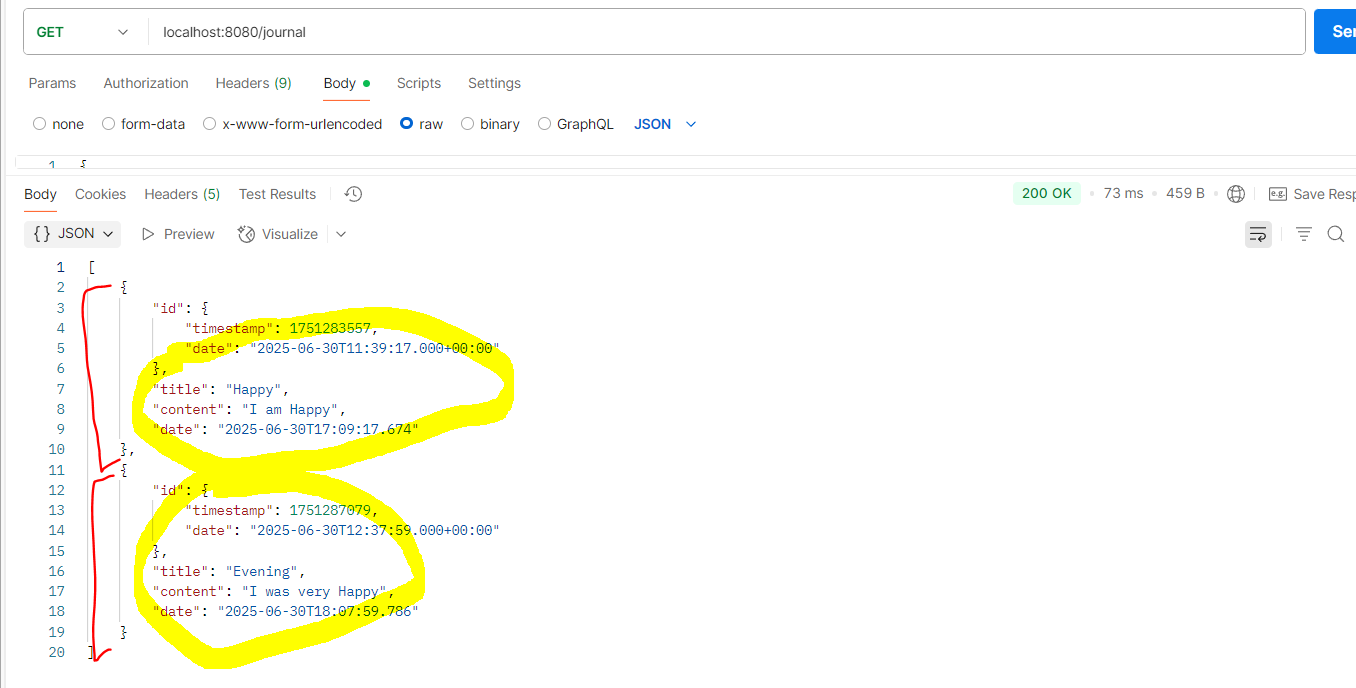 GET localhost:8080/journal
Params Authorization Headers (9) Body Scripts Settings
none form-data x-www-form-urlencoded raw binary GraphQL JSON
1 {
Body Cookies Headers (5) Test Results 200 OK 73 ms 459 B e.g. Save
{} JSON Preview Visualize
1 [
2 {
3 "id": {
4 "timestamp": 1751283557,
5 "date": "2025-06-30T11:39:17.000+00:00"
6 },
7 "title": "Happy",
8 "content": "I am Happy",
9 "date": "2025-06-30T17:09:17.674"
10 },
11 {
12 "id": {
13 "timestamp": 1751287079,
14 "date": "2025-06-30T12:37:59.000+00:00"
15 },
16 "title": "Evening",
17 "content": "I was very Happy",
18 "date": "2025-06-30T18:07:59.786"
19 }
20 ]